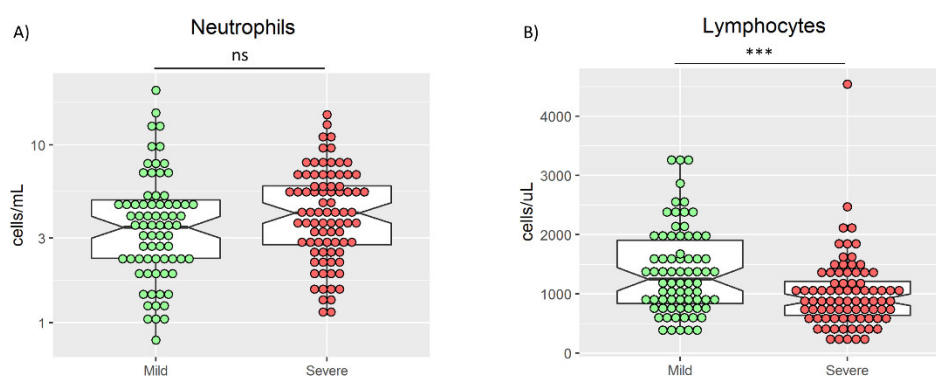 A)
Neutrophils
ns
cells/mL
10
3
1
Mild
Severe
B)
Lymphocytes
***
cells/uL
4000
3000
2000
1000
0
Mild
Severe